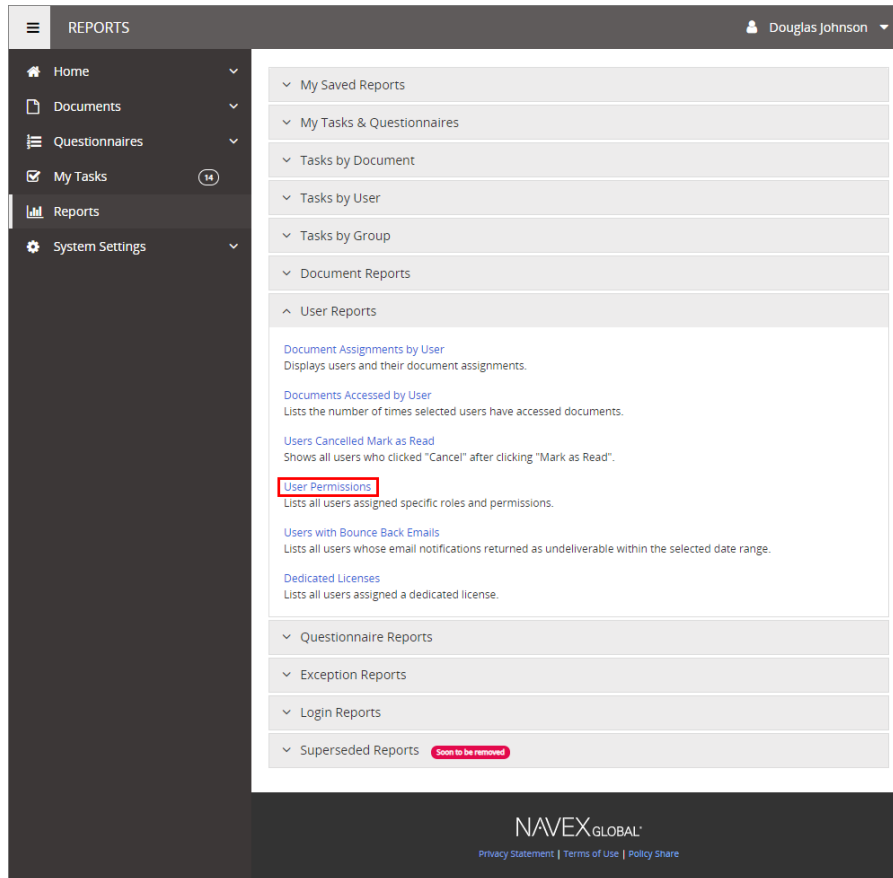 REPORTS
Douglas Johnson
Home
Documents
Questionnaires
My Tasks
14
Reports
System Settings
My Saved Reports
My Tasks & Questionnaires
Tasks by Document
Tasks by User
Tasks by Group
Document Reports
User Reports
Document Assignments by User
Displays users and their document assignments.
Documents Accessed by User
Lists the number of times selected users have accessed documents.
Users Cancelled Mark as Read
Shows all users who clicked "Cancel" after clicking "Mark as Read".
User Permissions
Lists all users assigned specific roles and permissions.
Users with Bounce Back Emails
Lists all users whose email notifications returned as undeliverable within the selected date range.
Dedicated Licenses
Lists all users assigned a dedicated license.
Questionnaire Reports
Exception Reports
Login Reports
Superseded Reports Soon to be removed
NAVEX GLOBAL
Privacy Statement | Terms of Use | Policy Share